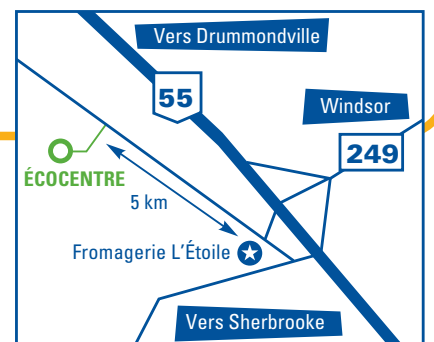 Vers Drummondville
55
Windsor
249
ÉCOCENTRE
5 km
Fromagerie L'Étoile
Vers Sherbrooke